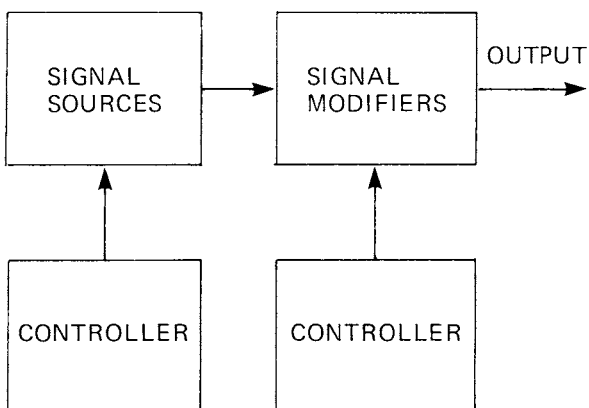 OUTPUT
SIGNAL
SOURCES
SIGNAL
MODIFIERS
CONTROLLER
CONTROLLER